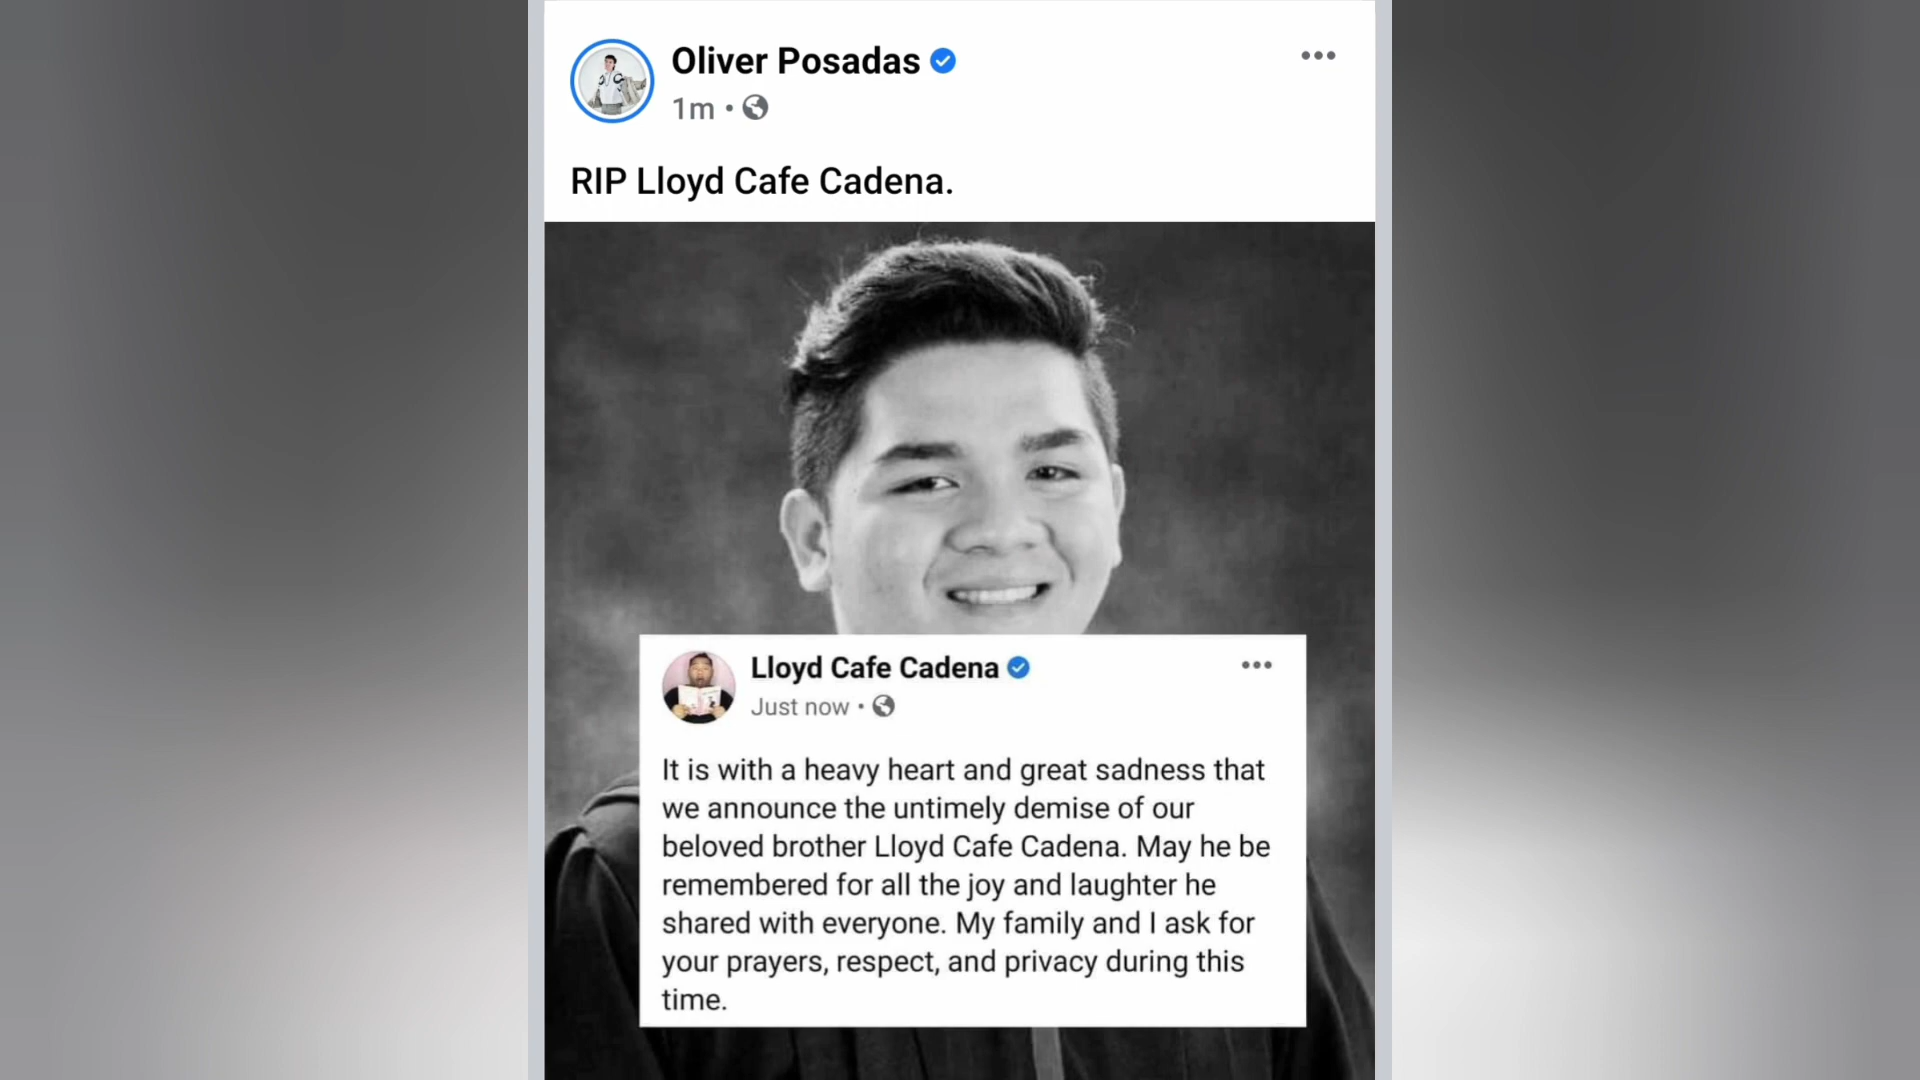 Oliver Posadas
1m •
RIP Lloyd Cafe Cadena.
Lloyd Cafe Cadena
Just now •
It is with a heavy heart and great sadness that
we announce the untimely demise of our
beloved brother Lloyd Cafe Cadena. May he be
remembered for all the joy and laughter he
shared with everyone. My family and I ask for
your prayers, respect, and privacy during this
time.